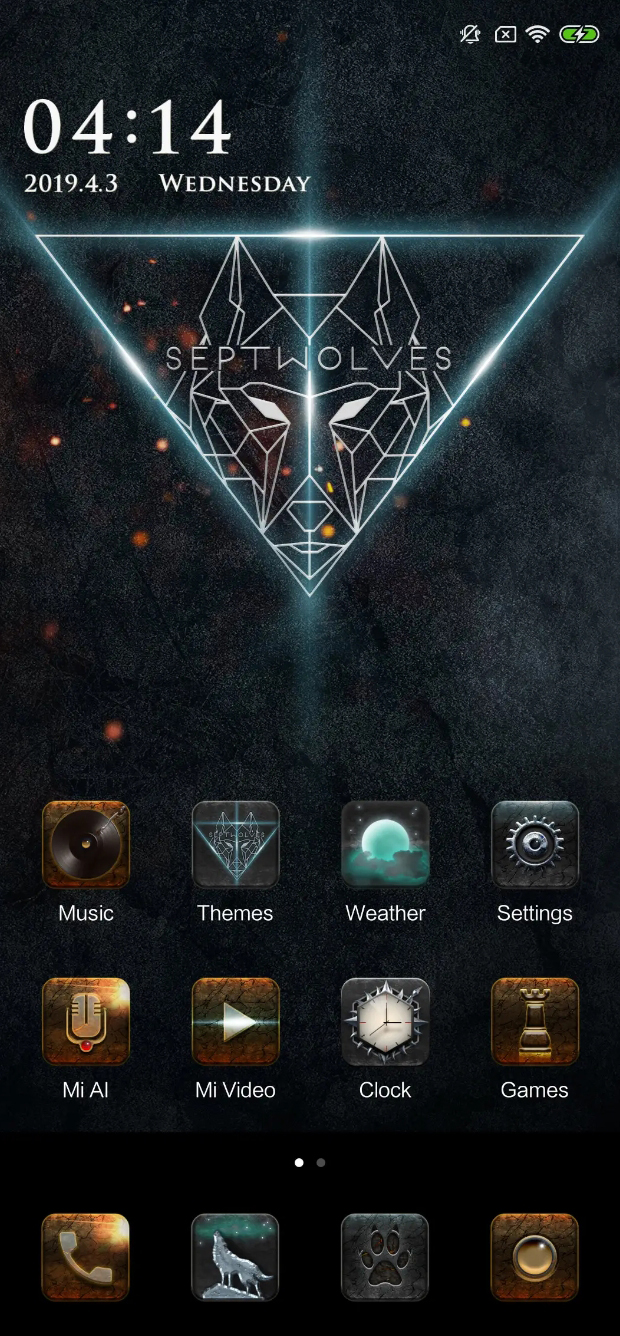 04:14
2019.4.3 WEDNESDAY
SEPTWOLVES
Music Themes Weather Settings
Mi AI Mi Video Clock Games